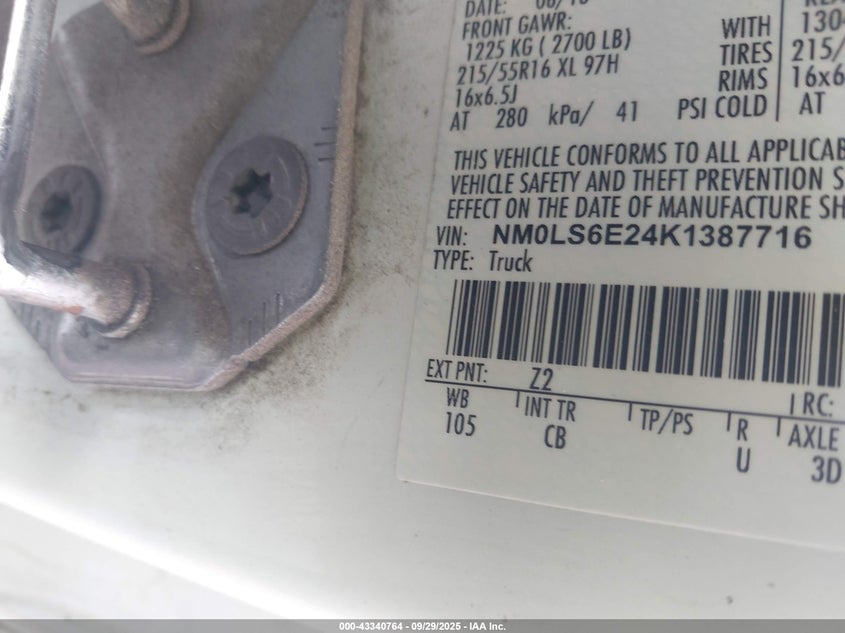 DATE:
FRONT GAWR:
1225 KG ( 2700 LB)
215/55R16 XL 97H
16x6.5J
AT 280 kPa/ 41 PSI COLD
WITH
TIRES
RIMS
1304
215/
16x6
AT
THIS VEHICLE CONFORMS TO ALL APPLICAB
VEHICLE SAFETY AND THEFT PREVENTION S
EFFECT ON THE DATE OF MANUFACTURE SH
VIN: NM0LS6E24K1387716
TYPE: Truck
EXT PNT: Z2
RC:
WB INT TR TP/PS R AXLE
105 CB U 3D
000-43340764 - 09/29/2025 - IAA Inc.